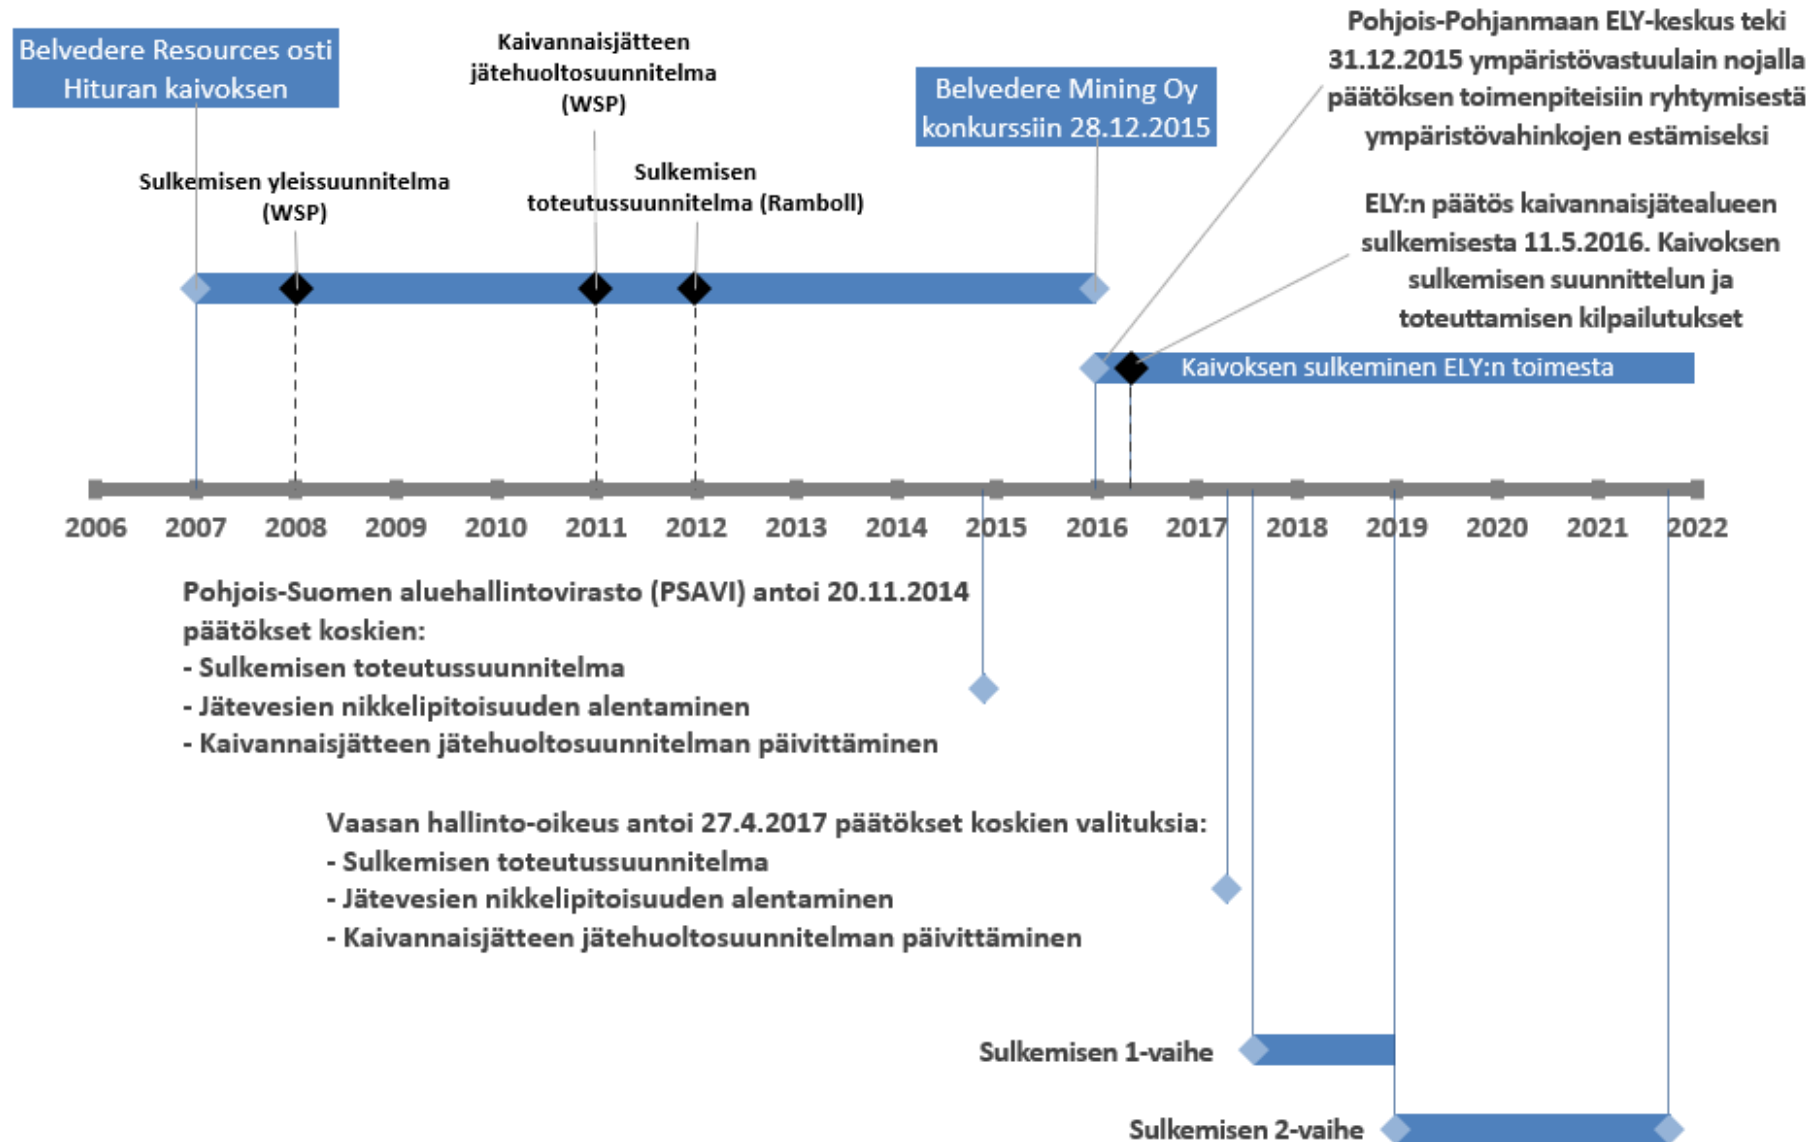 Belvedere Resources osti
Hituran kaivoksen
Kaivannaisjätteen
jätehuoltosuunnitelma
(WSP)
Belvedere Mining Oy
konkurssiin 28.12.2015
Pohjois-Pohjanmaan ELY-keskus teki
31.12.2015 ympäristövastuulain nojalla
päätöksen toimenpiteisiin ryhtymisestä
ympäristövahinkojen estämiseksi
Sulkemisen yleissuunnitelma
(WSP)
Sulkemisen
toteutussuunnitelma (Ramboll)
ELY:n päätös kaivannaisjätealueen
sulkemisesta 11.5.2016. Kaivoksen
sulkemisen suunnittelun ja
toteuttamisen kilpailutukset
Kaivoksen sulkeminen ELY:n toimesta
2006 2007 2008 2009 2010 2011 2012 2013 2014 2015 2016 2017 2018 2019 2020 2021 2022
Pohjois-Suomen aluehallintovirasto (PSAVI) antoi 20.11.2014
päätökset koskien:
- Sulkemisen toteutussuunnitelma
- Jätevesien nikkelipitoisuuden alentaminen
- Kaivannaisjätteen jätehuoltosuunnitelman päivittäminen
Vaasan hallinto-oikeus antoi 27.4.2017 päätökset koskien valituksia:
- Sulkemisen toteutussuunnitelma
- Jätevesien nikkelipitoisuuden alentaminen
- Kaivannaisjätteen jätehuoltosuunnitelman päivittäminen
Sulkemisen 1-vaihe
Sulkemisen 2-vaihe